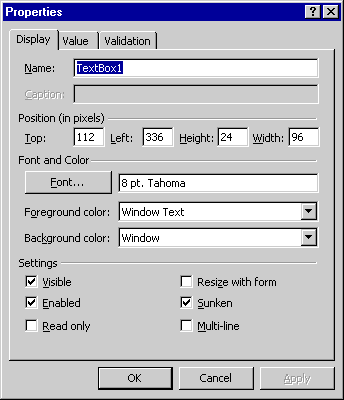 Properties
Display Value Validation
Name: TextBox1
Caption:
Position (in pixels)
Top: 112 Left: 336 Height: 24 Width: 96
Font and Color
Font... 8 pt. Tahoma
Foreground color: Window Text
Background color: Window
Settings
Visible Resize with form
Enabled Sunken
Read only Multi-line
OK Cancel Apply